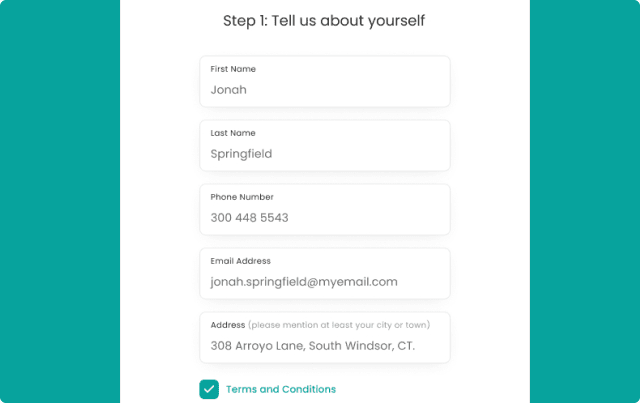 Step 1: Tell us about yourself
First Name
Jonah
Last Name
Springfield
Phone Number
300 448 5543
Email Address
jonah.springfield@myemail.com
Address (please mention at least your city or town)
308 Arroyo Lane, South Windsor, CT.
Terms and Conditions